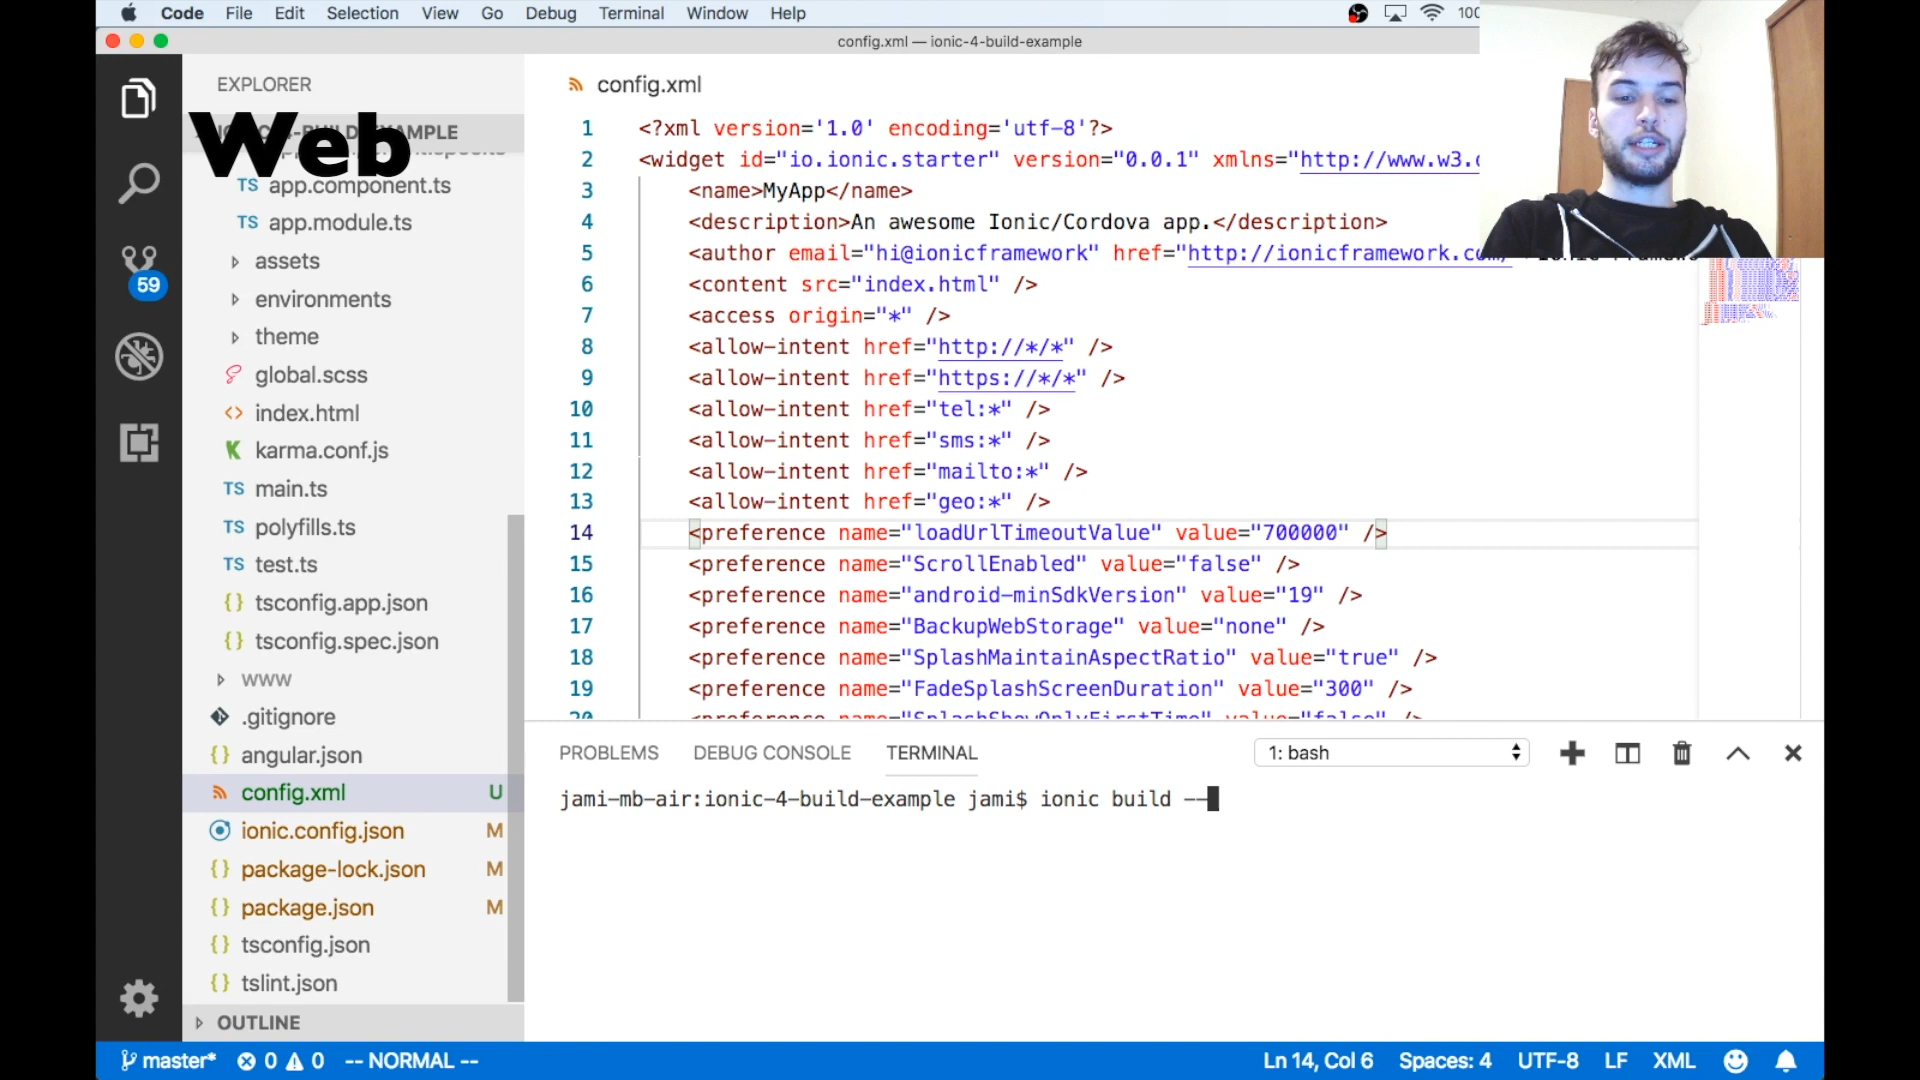 Code File Edit Selection View Go Debug Terminal Window Help
config.xml — ionic-4-build-example
EXPLORER
Web
app.component.ts
TS app.module.ts
assets
environments
theme
global.scss
<> index.html
karma.conf.js
TS main.ts
TS polyfills.ts
TS test.ts
{} tsconfig.app.json
{} tsconfig.spec.json
www
.gitignore
{} angular.json
config.xml U
ionic.config.json M
{} package-lock.json M
{} package.json M
{} tsconfig.json
{} tslint.json
OUTLINE
59
config.xml
1 <?xml version='1.0' encoding='utf-8'?>
2 <widget id="io.ionic.starter" version="0.0.1" xmlns="http://www.w3.
3 <name>MyApp</name>
4 <description>An awesome Ionic/Cordova app.</description>
5 <author email="hi@ionicframework" href="http://ionicframework.com/
6 <content src="index.html" />
7 <access origin="*" />
8 <allow-intent href="http://*/*" />
9 <allow-intent href="https://*/*" />
10 <allow-intent href="tel:*" />
11 <allow-intent href="sms:*" />
12 <allow-intent href="mailto:*" />
13 <allow-intent href="geo:*" />
14 <preference name="loadUrlTimeoutValue" value="700000" />
15 <preference name="ScrollEnabled" value="false" />
16 <preference name="android-minSdkVersion" value="19" />
17 <preference name="BackupWebStorage" value="none" />
18 <preference name="SplashMaintainAspectRatio" value="true" />
19 <preference name="FadeSplashScreenDuration" value="300" />
20 <preference name="SplashShowOnlyFirstTime" value="false" />
PROBLEMS DEBUG CONSOLE TERMINAL 1: bash
jami-mb-air:ionic-4-build-example jami$ ionic build --
master* 0 0 -- NORMAL -- Ln 14, Col 6 Spaces: 4 UTF-8 LF XML